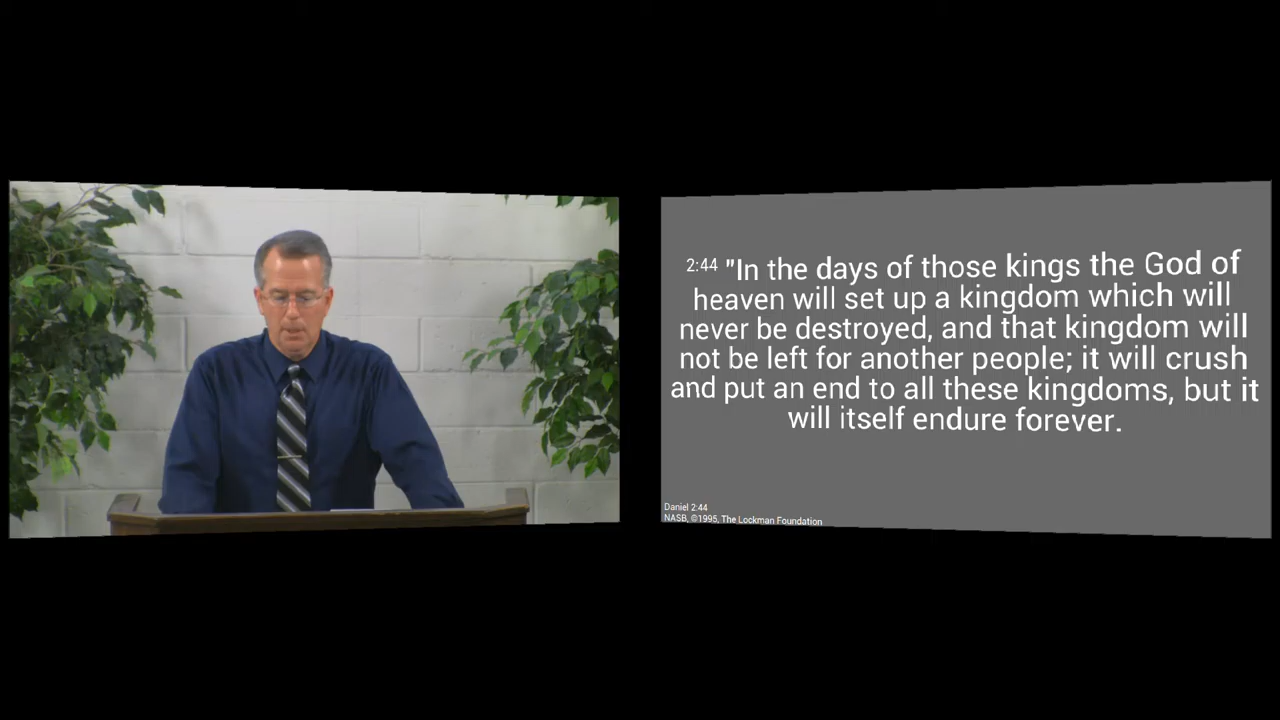 2:44 "In the days of those kings the God of
heaven will set up a kingdom which will
never be destroyed, and that kingdom will
not be left for another people; it will crush
and put an end to all these kingdoms, but it
will itself endure forever.
Daniel 2:44
NASB, ©1995, The Lockman Foundation